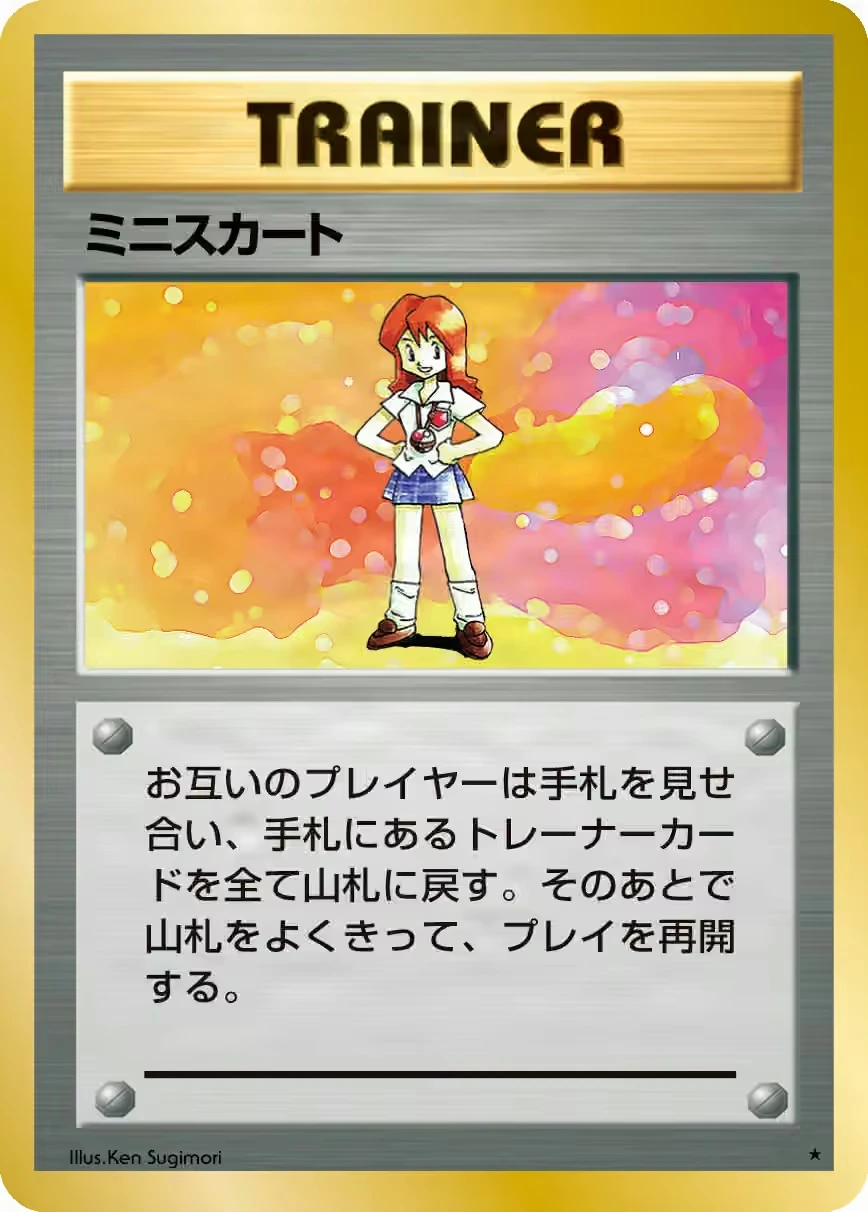 TRAINER
ミニスカート
お互いのプレイヤーは手札を見せ
合い、手札にあるトレーナーカー
ドを全て山札に戻す。そのあとで
山札をよくきって、プレイを再開
する。
Illus.Ken Sugimori
★